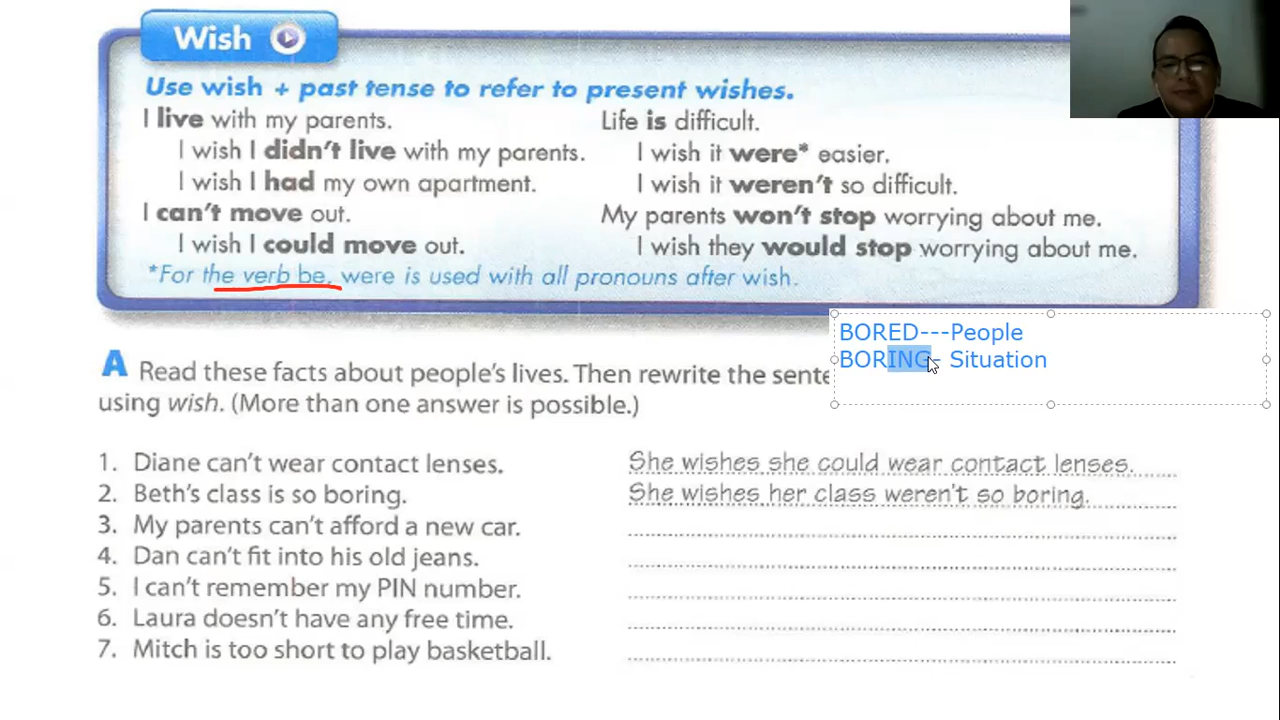 Wish
Use wish + past tense to refer to present wishes.
I live with my parents.
I wish I didn't live with my parents.
I wish I had my own apartment.
I can't move out.
I wish I could move out.
Life is difficult.
I wish it were* easier.
I wish it weren't so difficult.
My parents won't stop worrying about me.
I wish they would stop worrying about me.
*For the verb be, were is used with all pronouns after wish.
BORED---People
BORING- Situation
A Read these facts about people's lives. Then rewrite the sente
using wish. (More than one answer is possible.)
1. Diane can't wear contact lenses. She wishes she could wear contact lenses.
2. Beth's class is so boring. She wishes her class weren't so boring.
3. My parents can't afford a new car.
4. Dan can't fit into his old jeans.
5. I can't remember my PIN number.
6. Laura doesn't have any free time.
7. Mitch is too short to play basketball.